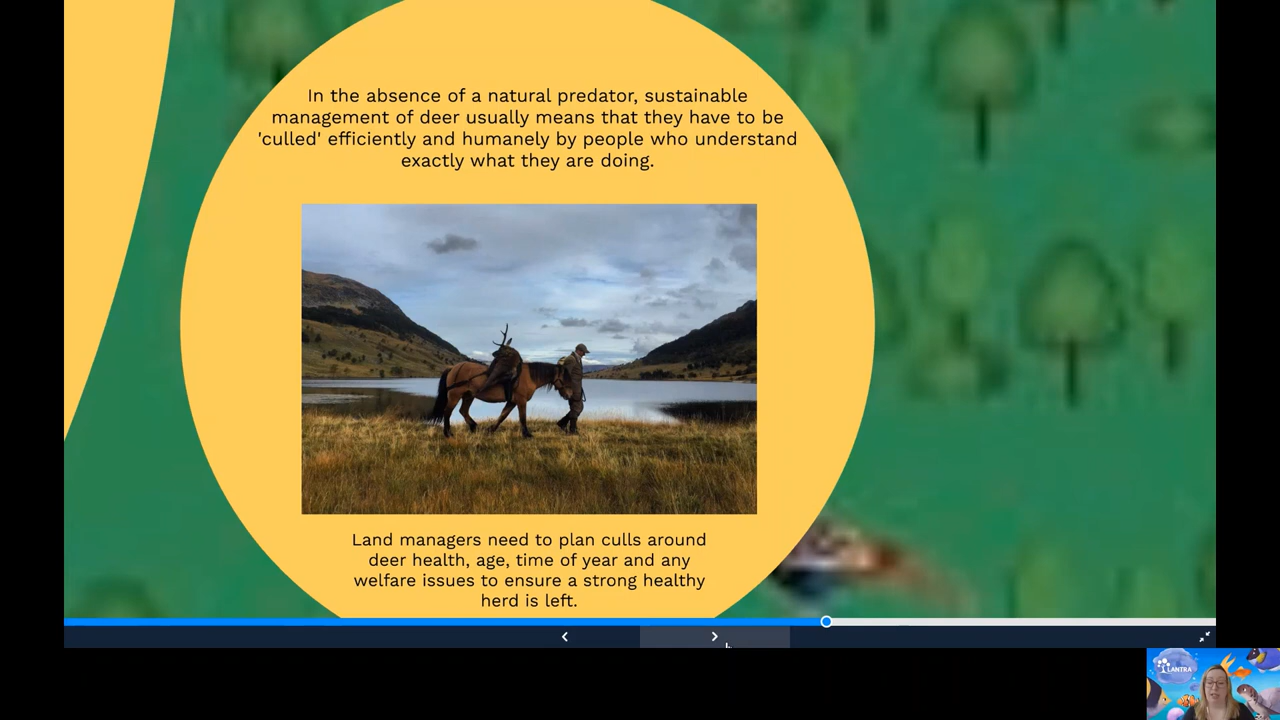 In the absence of a natural predator, sustainable
management of deer usually means that they have to be
'culled' efficiently and humanely by people who understand
exactly what they are doing.
Land managers need to plan culls around
deer health, age, time of year and any
welfare issues to ensure a strong healthy
herd is left.
LANTRA